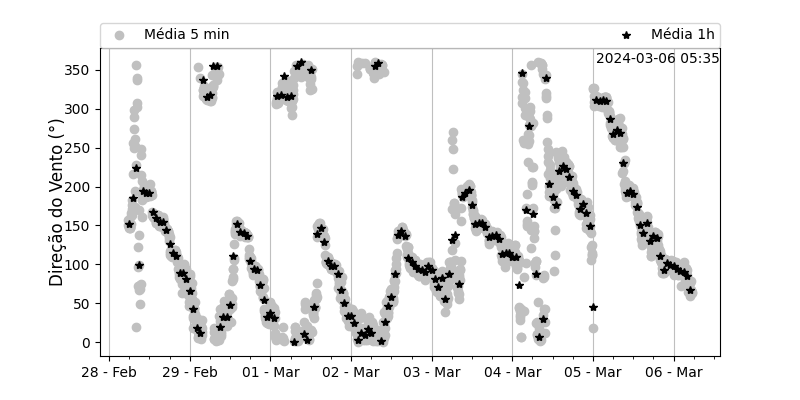 Média 5 min
Média 1h
2024-03-06 05:35
Direção do Vento (°)
350
300
250
200
150
100
50
0
28 - Feb
29 - Feb
01 - Mar
02 - Mar
03 - Mar
04 - Mar
05 - Mar
06 - Mar